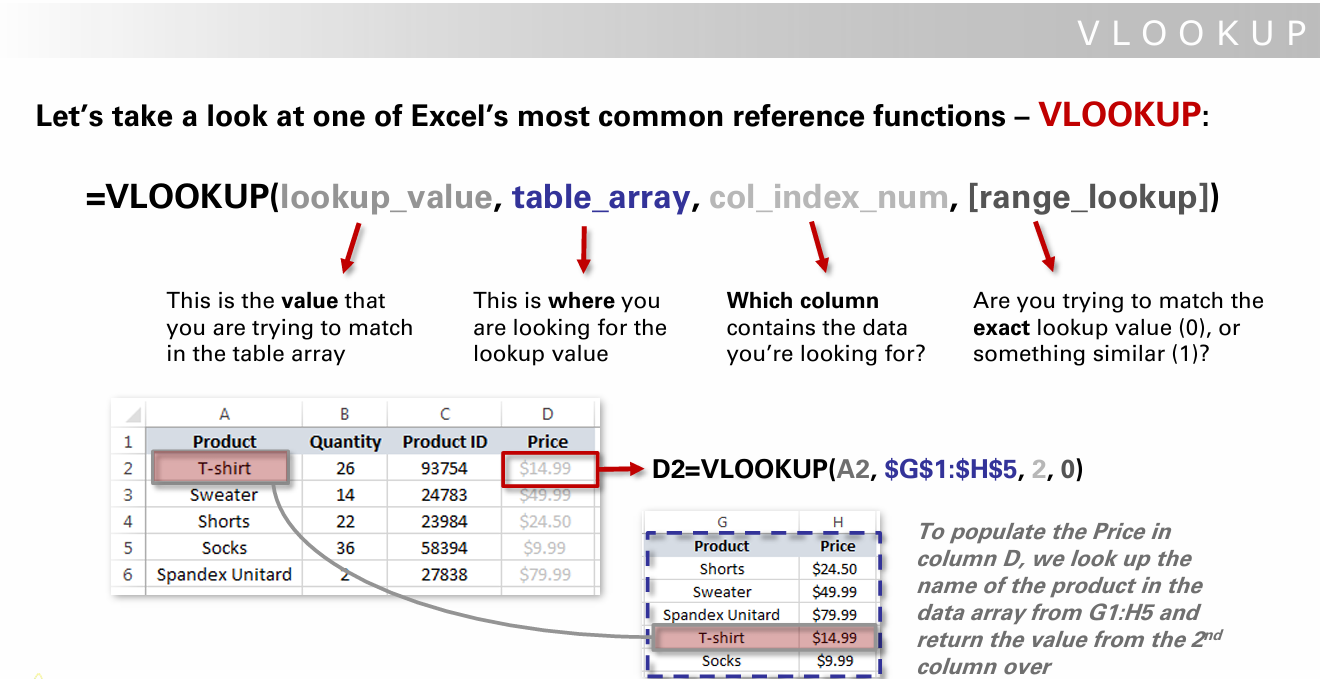 VLOOKUP
Let’s take a look at one of Excel’s most common reference functions – VLOOKUP:
=VLOOKUP(lookup_value, table_array, col_index_num, [range_lookup])
This is the value that
you are trying to match
in the table array
This is where you
are looking for the
lookup value
Which column
contains the data
you’re looking for?
Are you trying to match the
exact lookup value (0), or
something similar (1)?
A B C D
1 Product Quantity Product ID Price
2 T-shirt 26 93754 $14.99
3 Sweater 14 24783 $49.99
4 Shorts 22 23984 $24.50
5 Socks 36 58394 $9.99
6 Spandex Unitard 2 27838 $79.99
D2=VLOOKUP(A2, $G$1:$H$5, 2, 0)
G H
Product Price
Shorts $24.50
Sweater $49.99
Spandex Unitard $79.99
T-shirt $14.99
Socks $9.99
To populate the Price in
column D, we look up the
name of the product in the
data array from G1:H5 and
return the value from the 2nd
column over